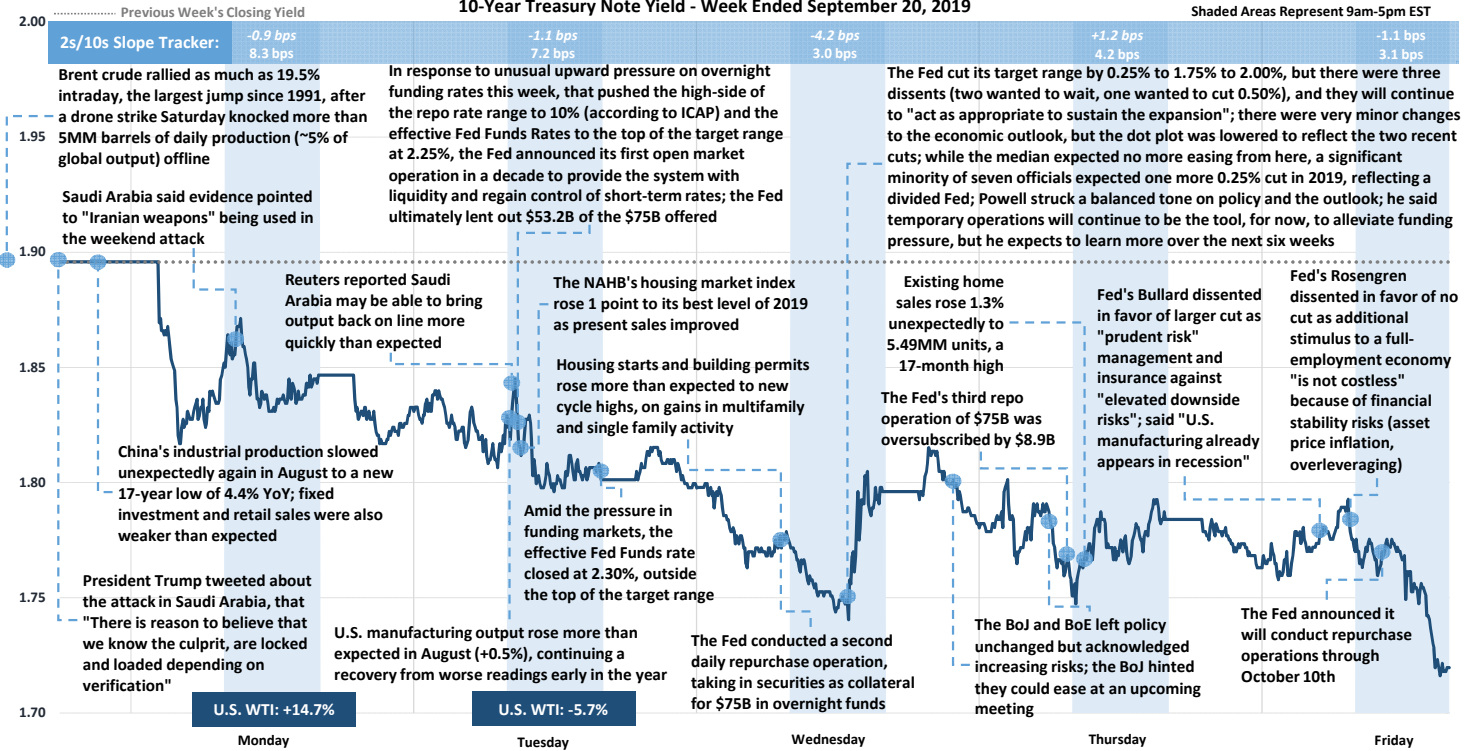 10-Year Treasury Note Yield - Week Ended September 20, 2019
Previous Week's Closing Yield
Shaded Areas Represent 9am-5pm EST
2.00
1.95
1.90
1.85
1.80
1.75
1.70
2s/10s Slope Tracker:
-0.9 bps
8.3 bps
-1.1 bps
7.2 bps
-4.2 bps
3.0 bps
+1.2 bps
4.2 bps
-1.1 bps
3.1 bps
Brent crude rallied as much as 19.5%
intraday, the largest jump since 1991, after
a drone strike Saturday knocked more than
5MM barrels of daily production (~5% of
global output) offline
Saudi Arabia said evidence pointed
to "Iranian weapons" being used in
the weekend attack
In response to unusual upward pressure on overnight
funding rates this week, that pushed the high-side of
the repo rate range to 10% (according to ICAP) and the
effective Fed Funds Rates to the top of the target range
at 2.25%, the Fed announced its first open market
operation in a decade to provide the system with
liquidity and regain control of short-term rates; the Fed
ultimately lent out $53.2B of the $75B offered
The Fed cut its target range by 0.25% to 1.75% to 2.00%, but there were three
dissents (two wanted to wait, one wanted to cut 0.50%), and they will continue
to "act as appropriate to sustain the expansion"; there were very minor changes
to the economic outlook, but the dot plot was lowered to reflect the two recent
cuts; while the median expected no more easing from here, a significant
minority of seven officials expected one more 0.25% cut in 2019, reflecting a
divided Fed; Powell struck a balanced tone on policy and the outlook; he said
temporary operations will continue to be the tool, for now, to alleviate funding
pressure, but he expects to learn more over the next six weeks
Reuters reported Saudi
Arabia may be able to bring
output back on line more
quickly than expected
The NAHB's housing market index
rose 1 point to its best level of 2019
as present sales improved
Housing starts and building permits
rose more than expected to new
cycle highs, on gains in multifamily
and single family activity
Existing home
sales rose 1.3%
unexpectedly to
5.49MM units, a
17-month high
The Fed's third repo
operation of $75B was
oversubscribed by $8.9B
Fed's Bullard dissented
in favor of larger cut as
"prudent risk"
management and
insurance against
"elevated downside
risks"; said "U.S.
manufacturing already
appears in recession"
Fed's Rosengren
dissented in favor of no
cut as additional
stimulus to a full-
employment economy
"is not costless"
because of financial
stability risks (asset
price inflation,
overleveraging)
China's industrial production slowed
unexpectedly again in August to a new
17-year low of 4.4% YoY; fixed
investment and retail sales were also
weaker than expected
President Trump tweeted about
the attack in Saudi Arabia, that
"There is reason to believe that
we know the culprit, are locked
and loaded depending on
verification"
Amid the pressure in
funding markets, the
effective Fed Funds rate
closed at 2.30%, outside
the top of the target range
U.S. manufacturing output rose more than
expected in August (+0.5%), continuing a
recovery from worse readings early in the year
The Fed conducted a second
daily repurchase operation,
taking in securities as collateral
for $75B in overnight funds
The BoJ and BoE left policy
unchanged but acknowledged
increasing risks; the BoJ hinted
they could ease at an upcoming
meeting
The Fed announced it
will conduct repurchase
operations through
October 10th
U.S. WTI: +14.7%
U.S. WTI: -5.7%
Monday
Tuesday
Wednesday
Thursday
Friday